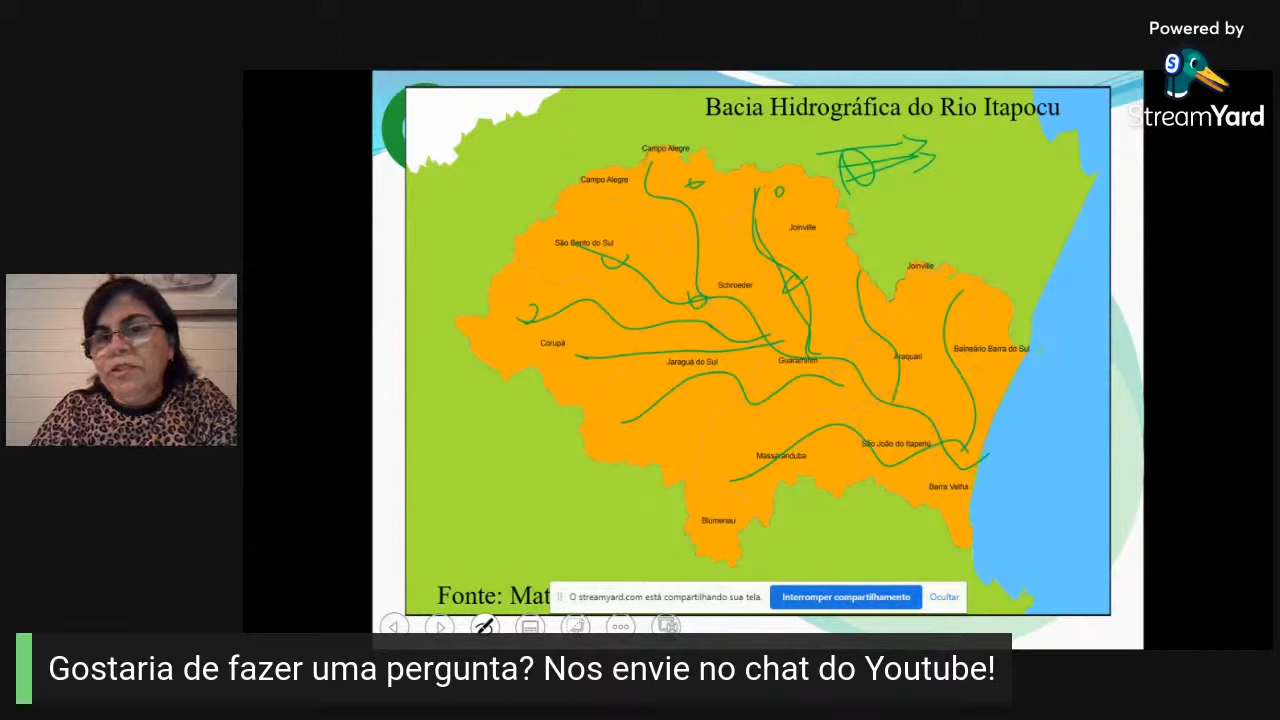 Powered by
StreamYard
Bacia Hidrográfica do Rio Itapocu
Campo Alegre
Campo Alegre
Joinville
São Bento do Sul
Joinville
Schroeder
Corupá
Balneário Barra do Sul
Araquari
Jaraguá do Sul
Guaramirim
São João do Itaperiú
Massaranduba
Barra Velha
Blumenau
Fonte: Mat
O streamyard.com está compartilhando sua tela.
Interromper compartilhamento
Ocultar
Gostaria de fazer uma pergunta? Nos envie no chat do Youtube!